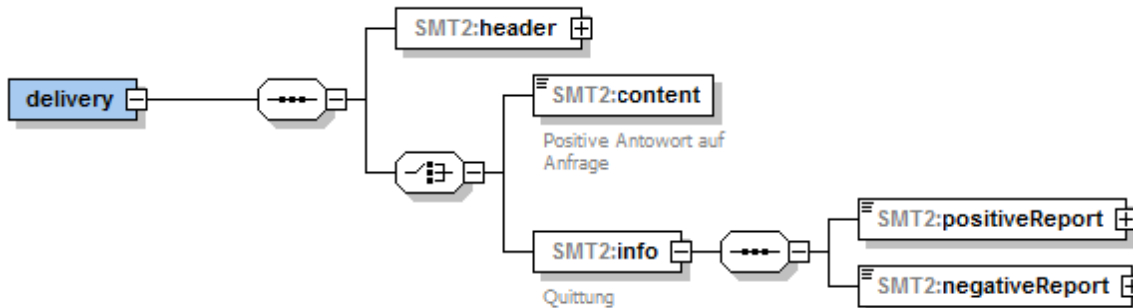 SMT2:header
delivery
SMT2:content
Positive Antowort auf
Anfrage
SMT2:positiveReport
SMT2:info
SMT2:negativeReport
Quittung